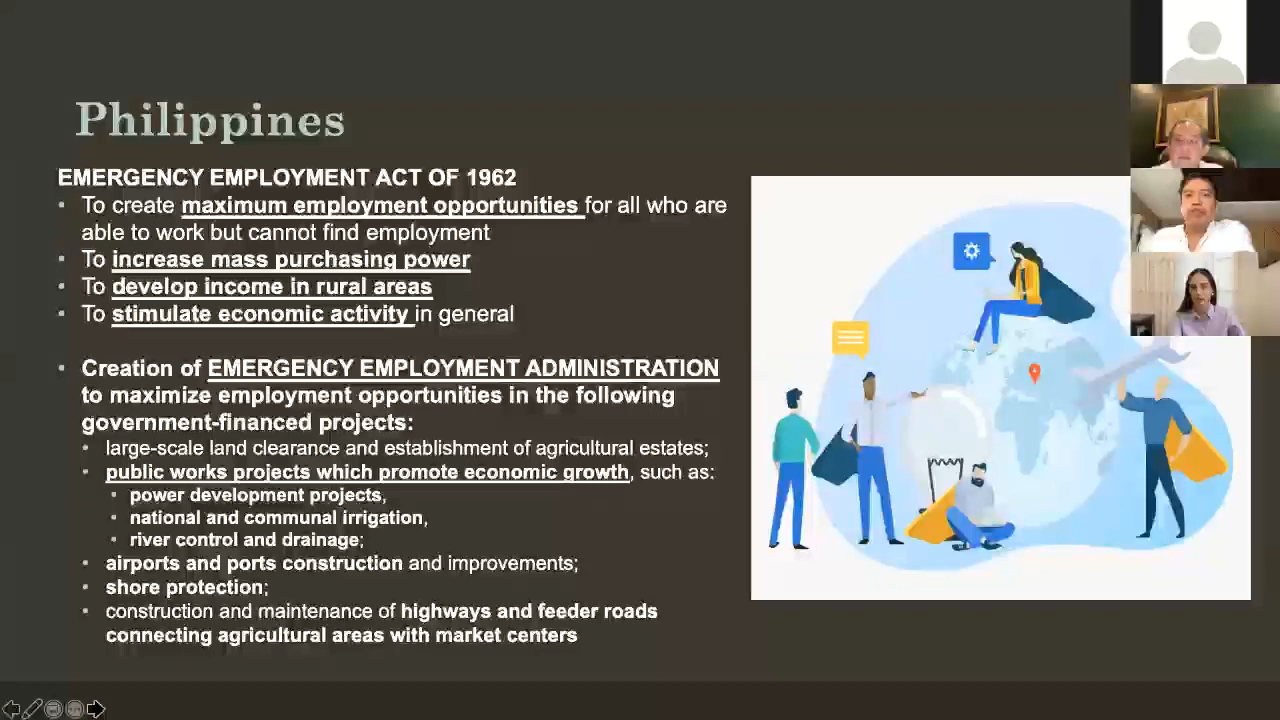 Philippines
EMERGENCY EMPLOYMENT ACT OF 1962
• To create maximum employment opportunities for all who are
able to work but cannot find employment
• To increase mass purchasing power
• To develop income in rural areas
• To stimulate economic activity in general
• Creation of EMERGENCY EMPLOYMENT ADMINISTRATION
to maximize employment opportunities in the following
government-financed projects:
• large-scale land clearance and establishment of agricultural estates;
• public works projects which promote economic growth, such as:
• power development projects,
• national and communal irrigation,
• river control and drainage;
• airports and ports construction and improvements;
• shore protection;
• construction and maintenance of highways and feeder roads
connecting agricultural areas with market centers